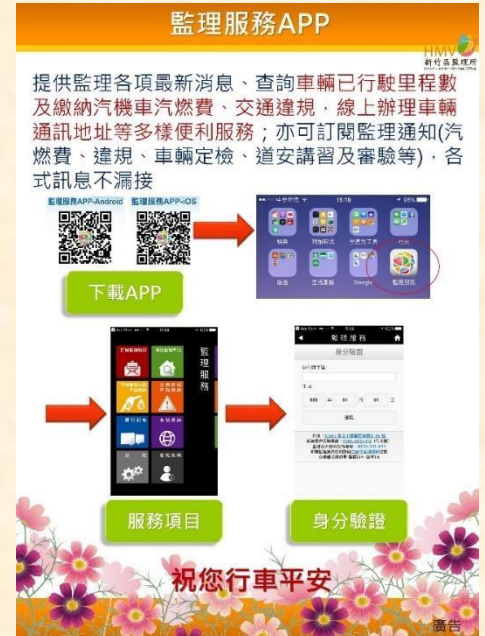 監理服務APP
HMV
新竹區監理所
提供監理各項最新消息、查詢車輛已行駛里程數
及繳納汽機車汽燃費、交通違規，線上辦理車輛
通訊地址等多樣便利服務；亦可訂閱監理通知(汽
燃費、違規、車輛定檢、道安講習及審驗等)，各
式訊息不漏接
監理服務APP-Android 監理服務APP-iOS
下載APP
Google 監理服務
監理服務
服務項目
監理服務
身分驗證
身分驗證
祝您行車平安
廣告